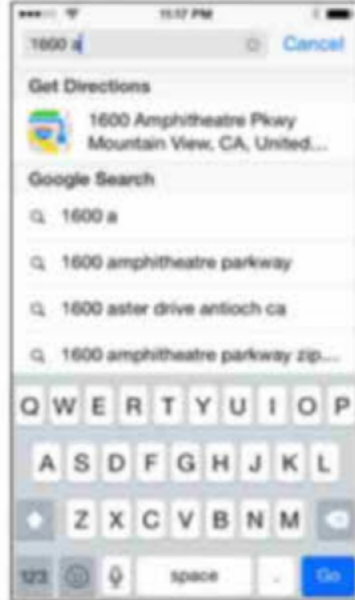 11:17 PM
1600 a
Cancel
Get Directions
1600 Amphitheatre Pkwy
Mountain View, CA, United...
Google Search
1600 a
1600 amphitheatre parkway
1600 aster drive antioch ca
1600 amphitheatre parkway zip...
Q W E R T Y U I O P
A S D F G H J K L
Z X C V B N M
123 space . Go